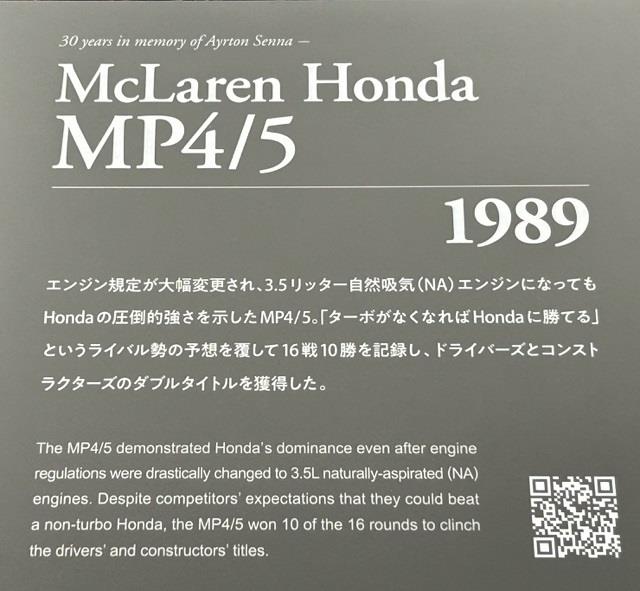 30 years in memory of Ayrton Senna —
McLaren Honda
MP4/5
1989
エンジン規定が大幅変更され、3.5リッター自然吸気(NA)エンジンになっても
Hondaの圧倒的強さを示したMP4/5。「ターボがなくなればHondaに勝てる」
というライバル勢の予想を覆して16戦10勝を記録し、ドライバーズとコンスト
ラクターズのダブルタイトルを獲得した。
The MP4/5 demonstrated Honda's dominance even after engine
regulations were drastically changed to 3.5L naturally-aspirated (NA)
engines. Despite competitors' expectations that they could beat
a non-turbo Honda, the MP4/5 won 10 of the 16 rounds to clinch
the drivers' and constructors' titles.